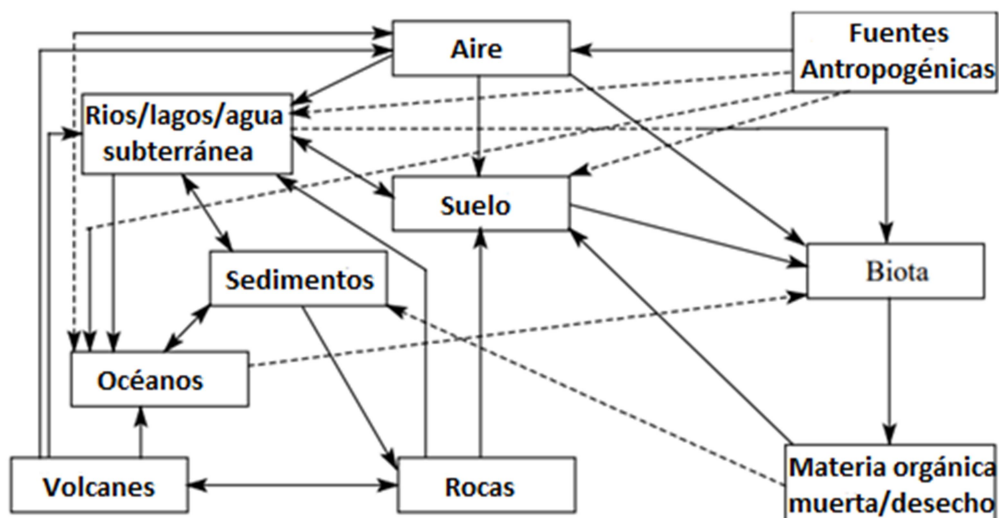 Aire
Fuentes
Antropogénicas
Rios/lagos/agua
subterránea
Suelo
Sedimentos
Biota
Océanos
Volcanes
Rocas
Materia orgánica
muerta/desecho